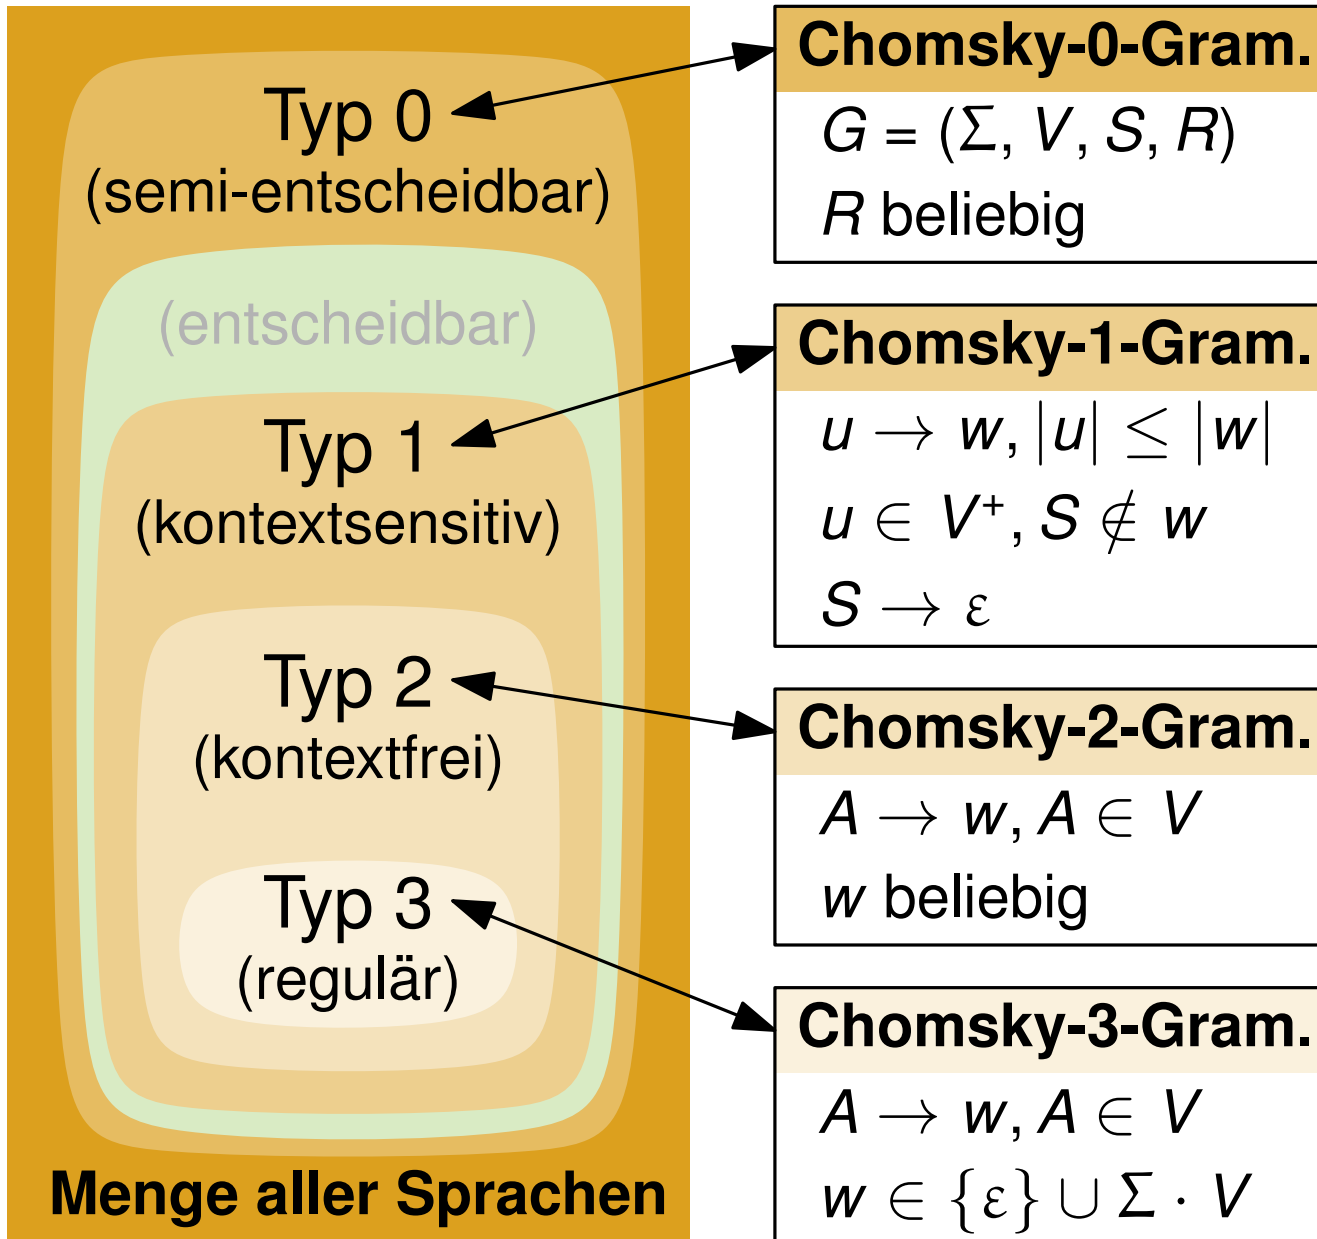 Typ 0
(semi-entscheidbar)
(entscheidbar)
Typ 1
(kontextsensitiv)
Typ 2
(kontextfrei)
Typ 3
(regulär)
Menge aller Sprachen
Chomsky-0-Gram.
G = (Σ, V, S, R)
R beliebig
Chomsky-1-Gram.
u → w, |u| ≤ |w|
u ∈ V⁺, S ∉ w
S → ε
Chomsky-2-Gram.
A → w, A ∈ V
w beliebig
Chomsky-3-Gram.
A → w, A ∈ V
w ∈ {ε} ∪ Σ · V